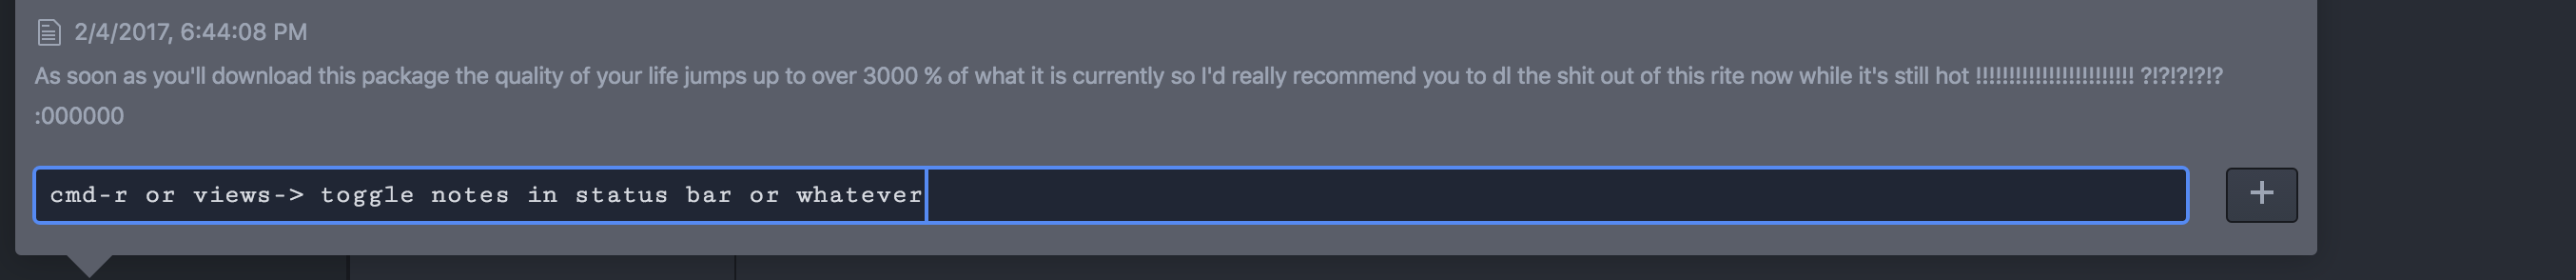 2/4/2017, 6:44:08 PM
As soon as you'll download this package the quality of your life jumps up to over 3000 % of what it is currently so I'd really recommend you to dl the shit out of this rite now while it's still hot !!!!!!!!!!!!!!!!!!!!!!!! ?!?!?!?!?
:000000
cmd-r or views-> toggle notes in status bar or whatever
+